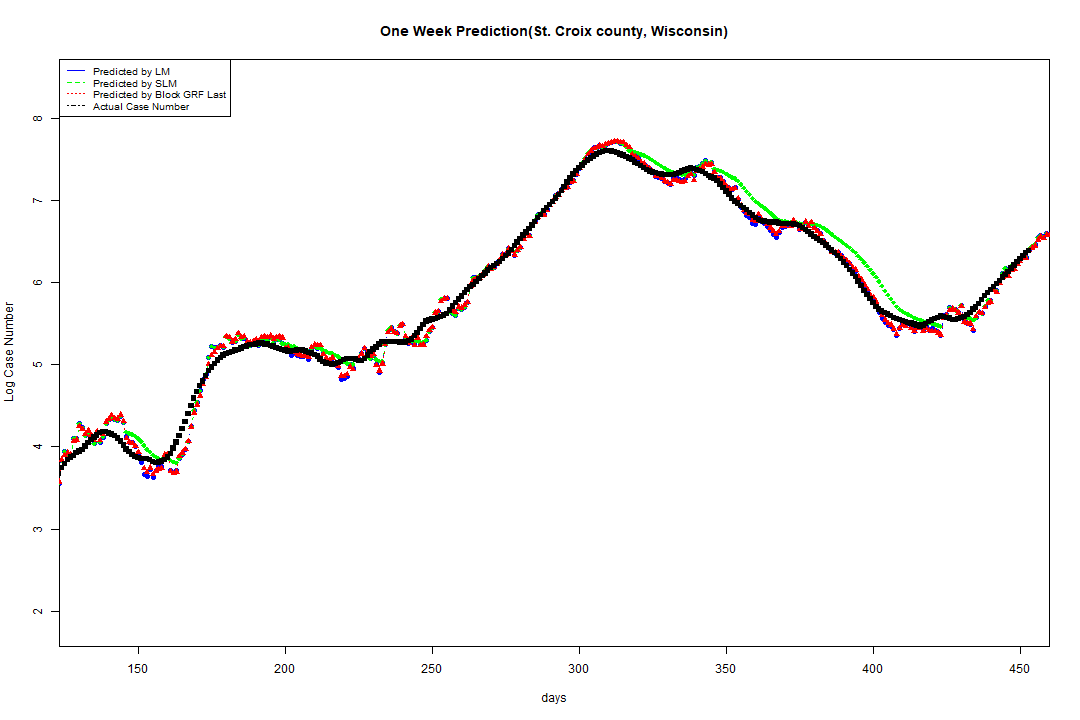 One Week Prediction(St. Croix county, Wisconsin)
Predicted by LM
Predicted by SLM
Predicted by Block GRF Last
Actual Case Number
8
7
6
5
4
3
2
Log Case Number
150 200 250 300 350 400 450
days